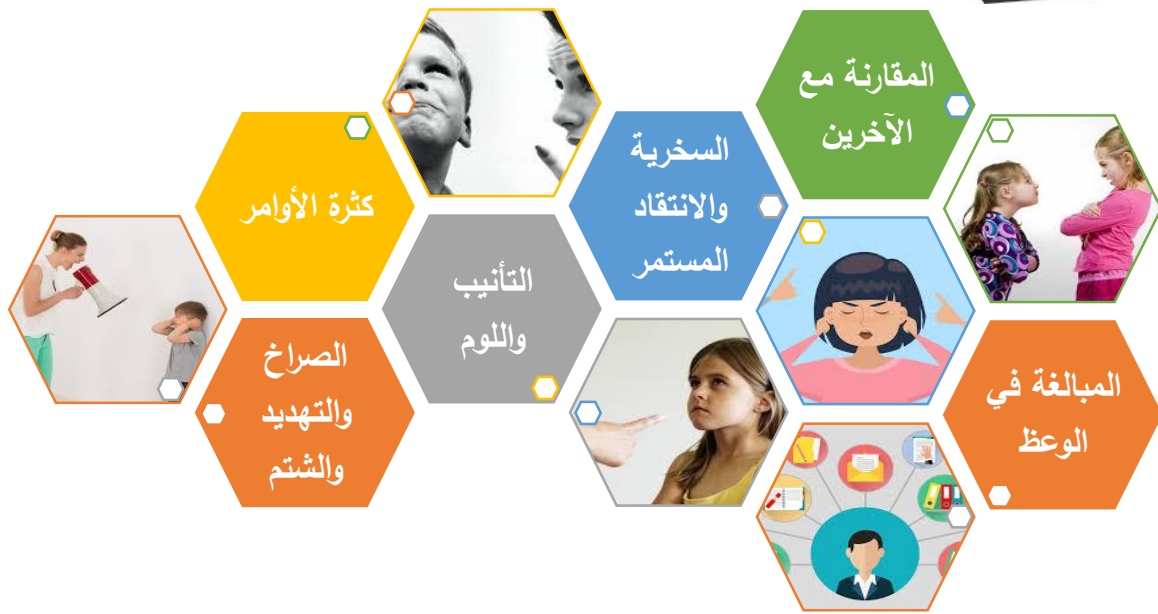 المقارنة مع
الآخرين
السخرية
والانتقاد
المستمر
كثرة الأوامر
التأنيب
واللوم
المبالغة في
الوعظ
الصراخ
والتهديد
والشتم